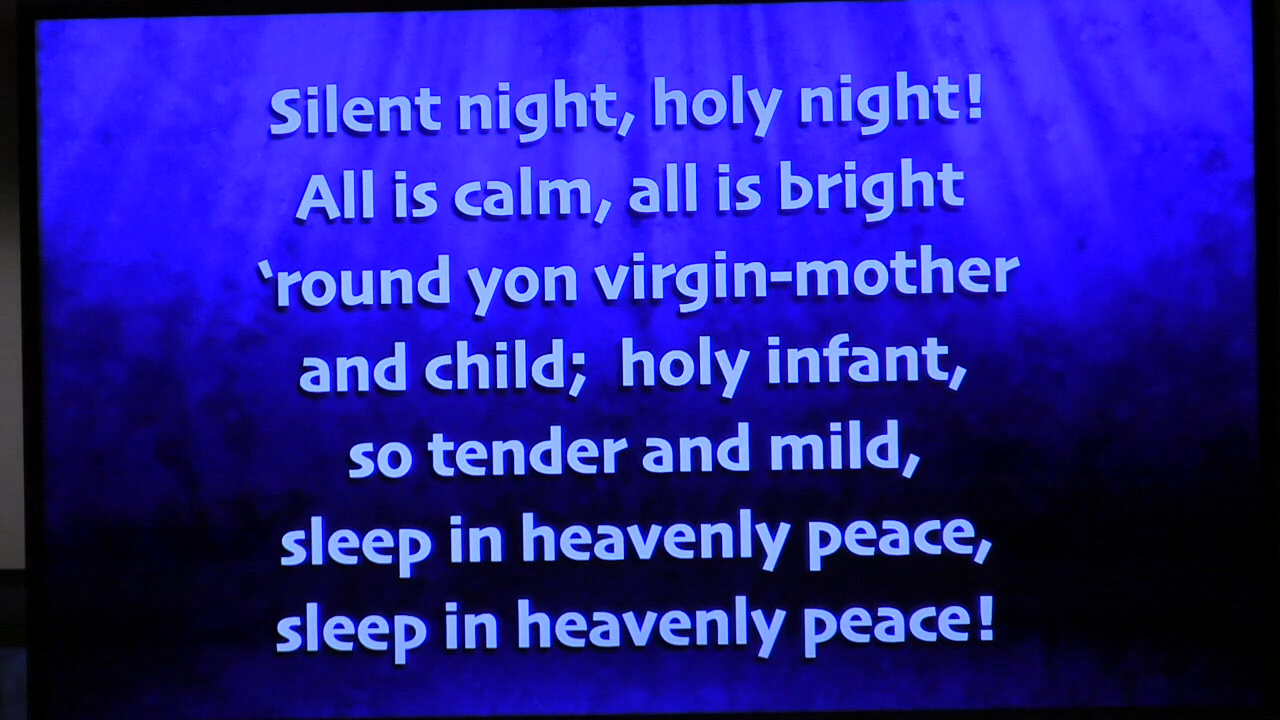 Silent night, holy night!
All is calm, all is bright
‘round yon virgin-mother
and child;  holy infant,
so tender and mild,
sleep in heavenly peace,
sleep in heavenly peace!